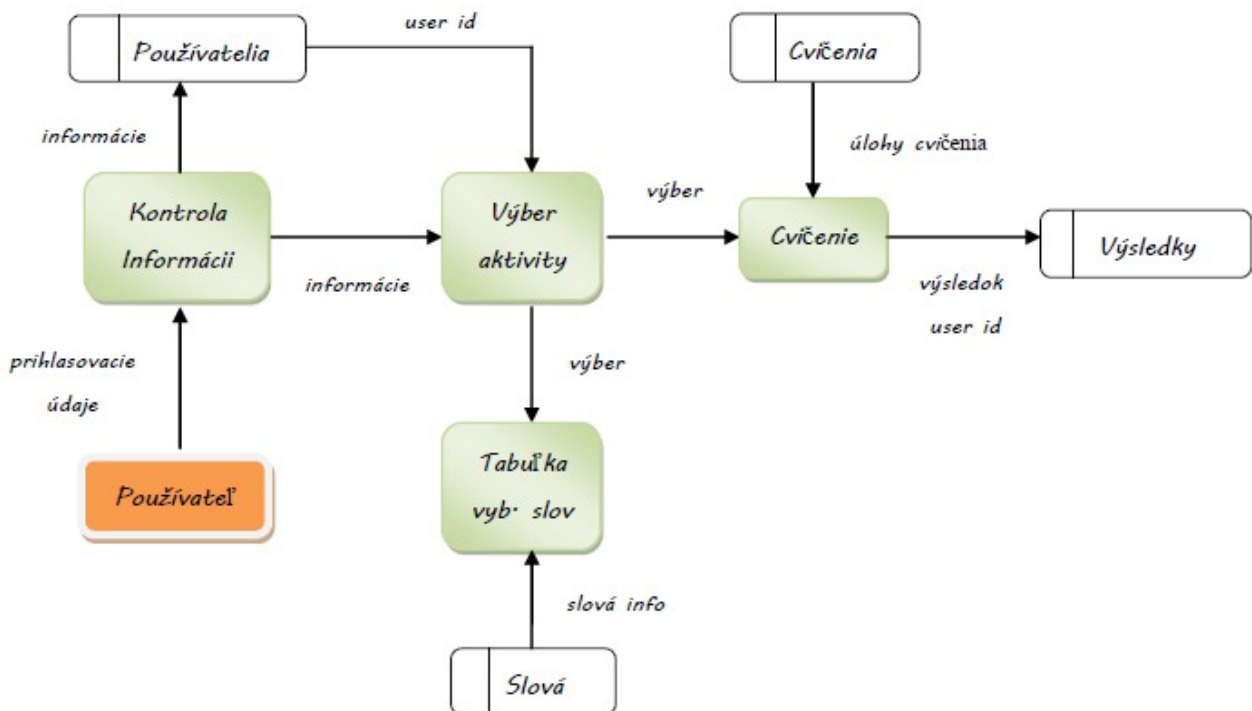 user id
Používatelia
Cvičenia
informácie
úlohy cvičenia
Kontrola
Informácií
Výber
aktivity
výber
Cvičenie
Výsledky
informácie
výsledok
user id
prihlasovacie
údaje
výber
Používateľ
Tabuľka
vyb. slov
slová info
Slová